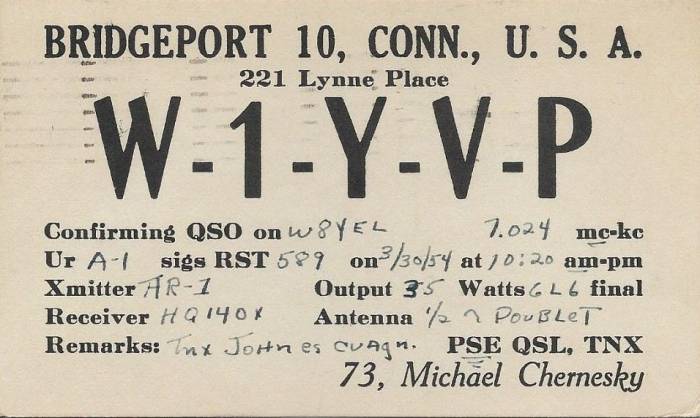 BRIDGEPORT 10, CONN., U. S. A.
221 Lynne Place
W-1-Y-V-P
Confirming QSO on W8YEL 7.024 mc-kc
Ur A-1 sigs RST 589 on 3/30/54 at 10:20 am-pm
Xmitter AR-1 Output 35 Watts 6L6 final
Receiver HQ140X Antenna 1/2 DOUBLET
Remarks: Tnx JOHN es CUAgn. PSE QSL, TNX
73, Michael Chernesky